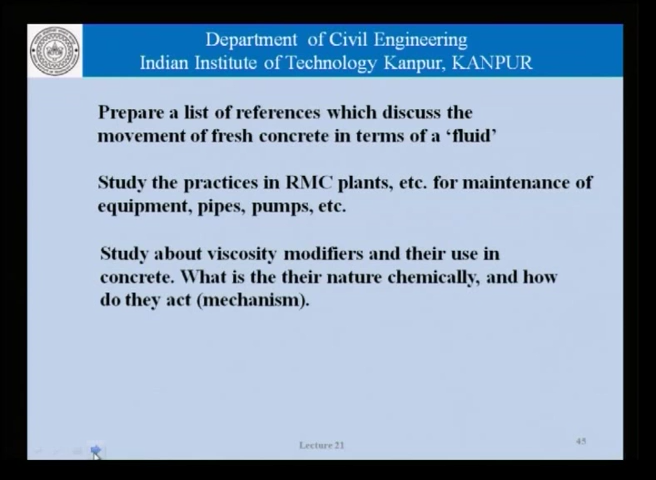 Department of Civil Engineering
Indian Institute of Technology Kanpur, KANPUR
Prepare a list of references which discuss the
movement of fresh concrete in terms of a ‘fluid’
Study the practices in RMC plants, etc. for maintenance of
equipment, pipes, pumps, etc.
Study about viscosity modifiers and their use in
concrete. What is the their nature chemically, and how
do they act (mechanism).
Lecture 21
45